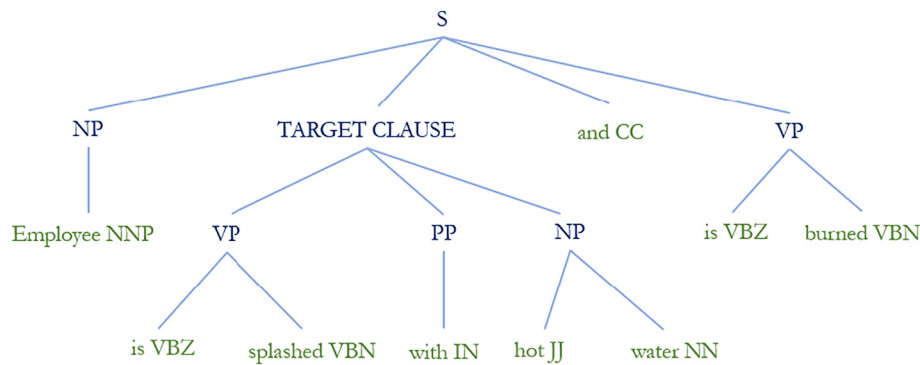 S
NP TARGET CLAUSE and CC VP
Employee NNP VP PP NP is VBZ burned VBN
is VBZ splashed VBN with IN hot JJ water NN